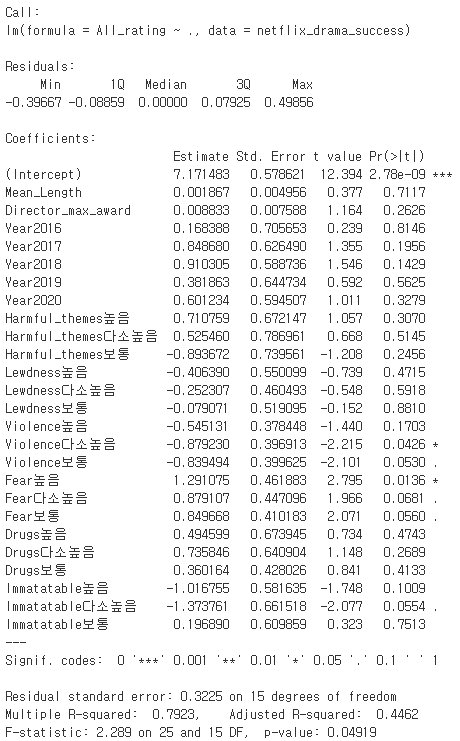 Call:
lm(formula = All_rating ~ ., data = netflix_drama_success)
Residuals:
Min 1Q Median 3Q Max
-0.39667 -0.08859 0.00000 0.07925 0.49856
Coefficients:
Estimate Std. Error t value Pr(>|t|)
(Intercept) 7.171483 0.578621 12.394 2.78e-09 ***
Mean_Length 0.001867 0.004956 0.377 0.7117
Director_max_award 0.008833 0.007588 1.164 0.2626
Year2016 0.168388 0.705653 0.239 0.8146
Year2017 0.848680 0.626490 1.355 0.1956
Year2018 0.910305 0.588736 1.546 0.1429
Year2019 0.381863 0.644734 0.592 0.5625
Year2020 0.601234 0.594507 1.011 0.3279
Harmful_themes높음 0.710759 0.672147 1.057 0.3070
Harmful_themes다소높음 0.525460 0.786961 0.668 0.5145
Harmful_themes보통 -0.893672 0.739561 -1.208 0.2456
Lewdness높음 -0.406390 0.550099 -0.739 0.4715
Lewdness다소높음 -0.252307 0.460493 -0.548 0.5918
Lewdness보통 -0.079071 0.519095 -0.152 0.8810
Violence높음 -0.545131 0.378448 -1.440 0.1703
Violence다소높음 -0.879230 0.396913 -2.215 0.0426 *
Violence보통 -0.839494 0.399625 -2.101 0.0530 .
Fear높음 1.291075 0.461883 2.795 0.0136 *
Fear다소높음 0.879107 0.447096 1.966 0.0681 .
Fear보통 0.849668 0.410183 2.071 0.0560 .
Drugs높음 0.494599 0.673945 0.734 0.4743
Drugs다소높음 0.735846 0.640904 1.148 0.2689
Drugs보통 0.360164 0.428026 0.841 0.4133
Immatatable높음 -1.016755 0.581635 -1.748 0.1009
Immatatable다소높음 -1.373761 0.661518 -2.077 0.0554 .
Immatatable보통 0.196890 0.609859 0.323 0.7513
---
Signif. codes: 0 '***' 0.001 '**' 0.01 '*' 0.05 '.' 0.1 ' ' 1
Residual standard error: 0.3225 on 15 degrees of freedom
Multiple R-squared: 0.7923, Adjusted R-squared: 0.4462
F-statistic: 2.289 on 25 and 15 DF, p-value: 0.04919